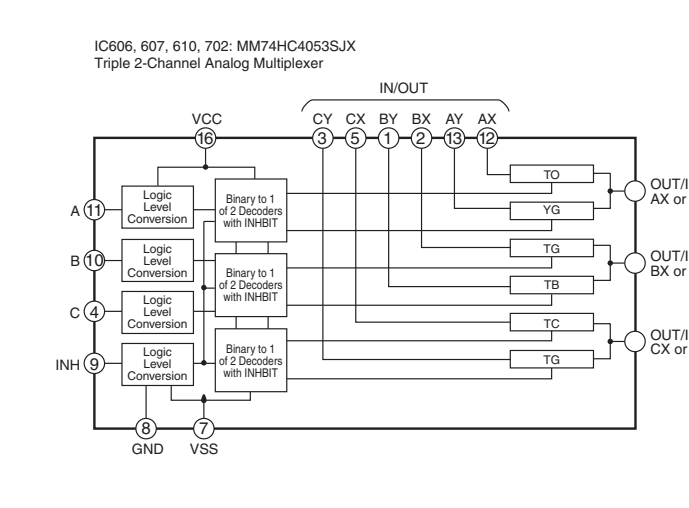 IC606, 607, 610, 702: MM74HC4053SJX
Triple 2-Channel Analog Multiplexer
IN/OUT
VCC CY CX BY BX AY AX
16 3 5 1 2 13 12
TO
Logic
Level
Conversion
Binary to 1
of 2 Decoders
with INHBIT
OUT/I
AX or
A 11
YG
Logic
Level
Conversion
TG
OUT/I
BX or
B 10
Binary to 1
of 2 Decoders
with INHBIT
TB
Logic
Level
Conversion
C 4
TC
OUT/I
CX or
Logic
Level
Conversion
Binary to 1
of 2 Decoders
with INHBIT
TG
INH 9
8 7
GND VSS